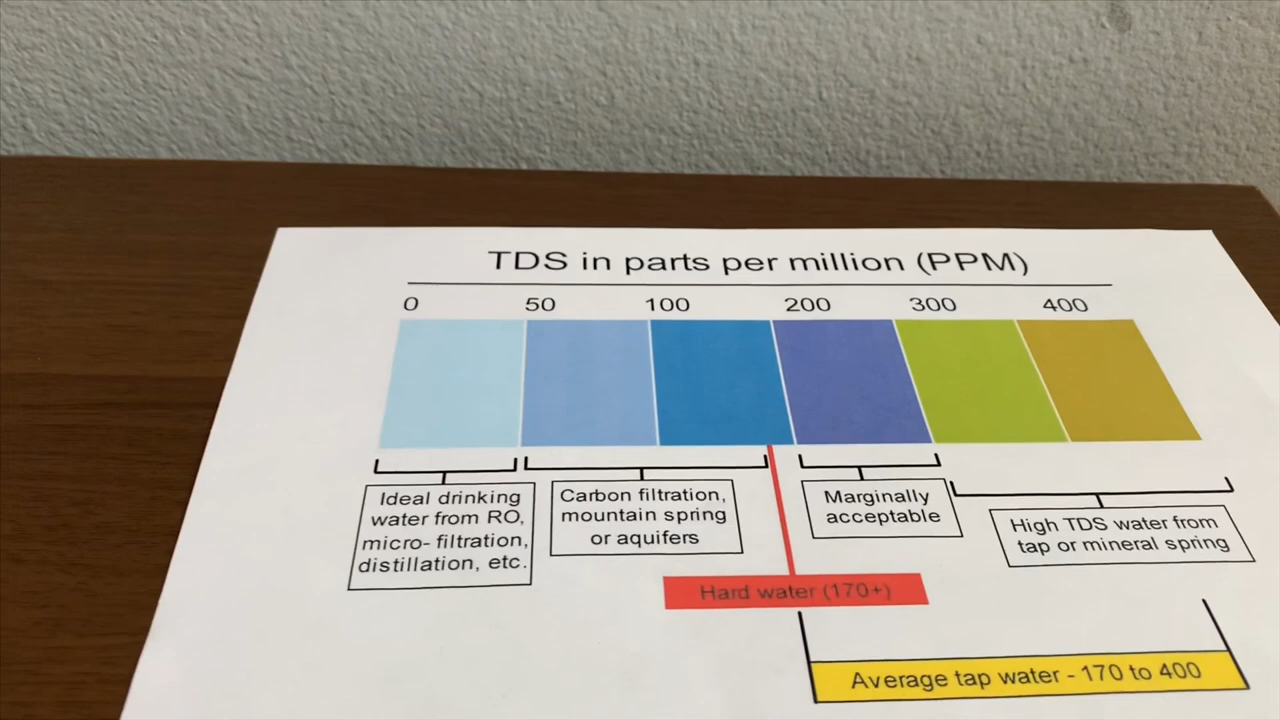 TDS in parts per million (PPM)
0 50 100 200 300 400
Ideal drinking
water from RO,
micro- filtration,
distillation, etc.
Carbon filtration,
mountain spring
or aquifers
Marginally
acceptable
High TDS water from
tap or mineral spring
Hard water (170+)
Average tap water - 170 to 400